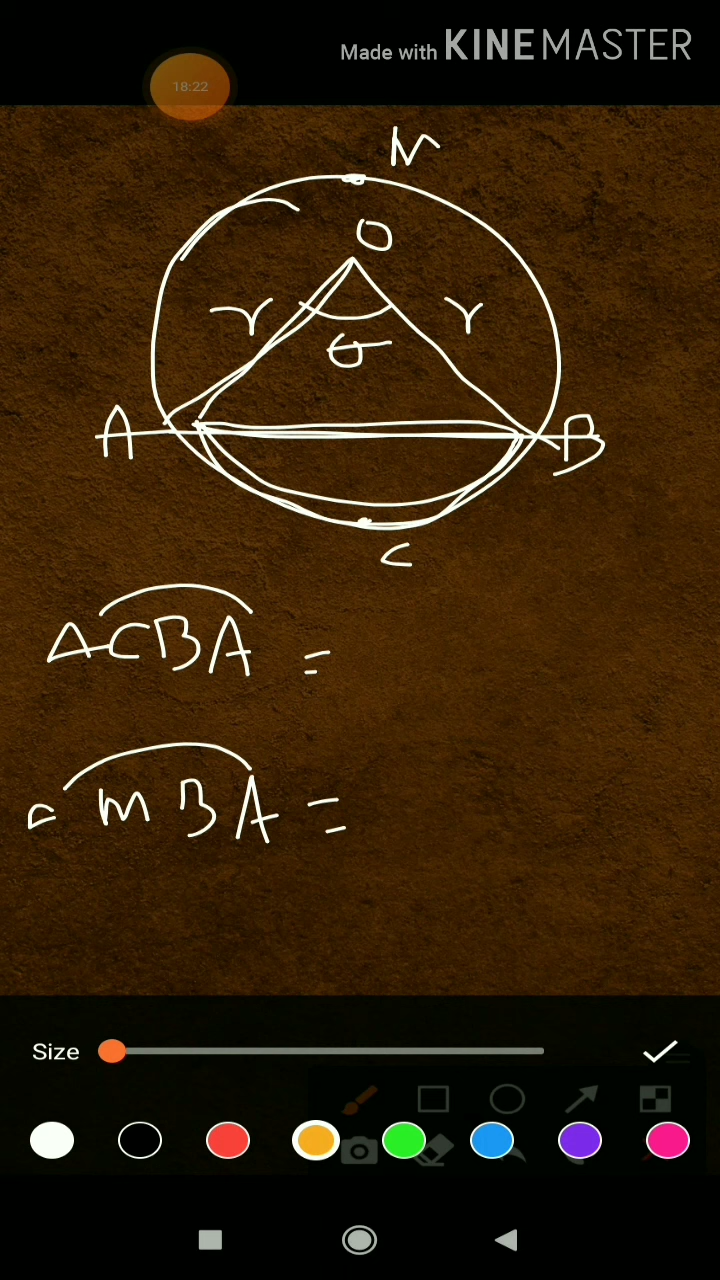 Made with KINEMASTER
18:22
M
O
r r
θ
A B
C
ACBA =
MBA =
Size